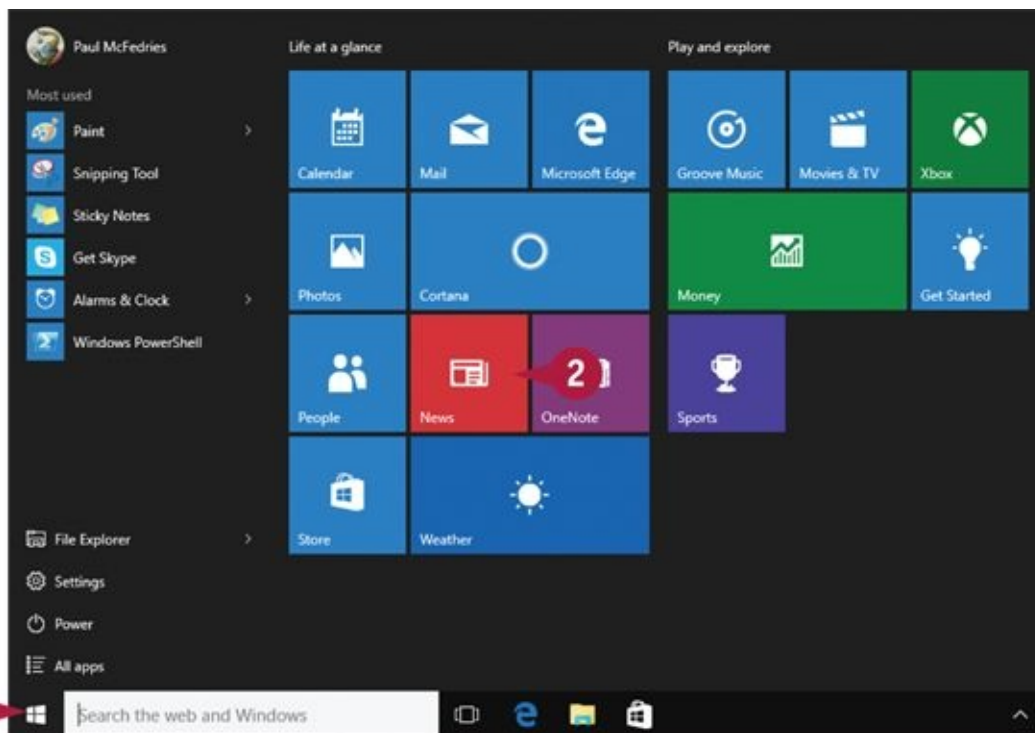 Paul McFedries
Most used
Paint
Snipping Tool
Sticky Notes
Get Skype
Alarms & Clock
Windows PowerShell
File Explorer
Settings
Power
All apps
Life at a glance
Calendar
Mail
Microsoft Edge
Photos
Cortana
People
News
2
OneNote
Store
Weather
Play and explore
Groove Music
Movies & TV
Xbox
Money
Get Started
Sports
Search the web and Windows